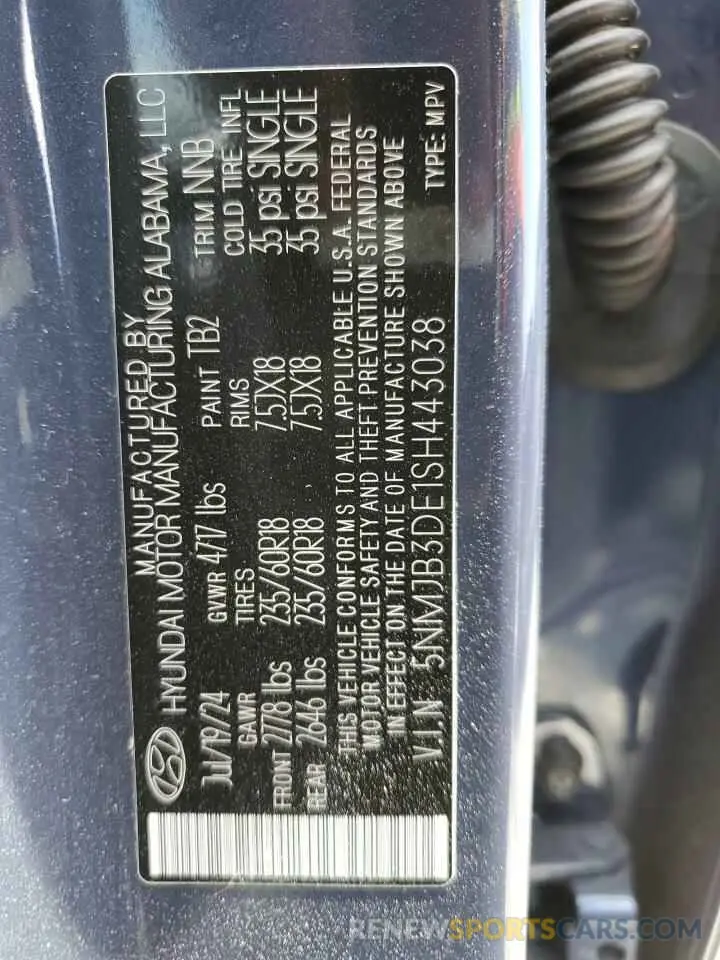 MANUFACTURED BY
HYUNDAI MOTOR MANUFACTURING ALABAMA, LLC
Jul/19/24 GVWR 4717 lbs PAINT TB2 TRIM NNB
GAWR TIRES RIMS COLD TIRE INFL
FRONT 2778 lbs 235/60R18 7.5JX18 35 psi SINGLE
REAR 2646 lbs 235/60R18 7.5JX18 35 psi SINGLE
THIS VEHICLE CONFORMS TO ALL APPLICABLE U.S.A. FEDERAL
MOTOR VEHICLE SAFETY AND THEFT PREVENTION STANDARDS
IN EFFECT ON THE DATE OF MANUFACTURE SHOWN ABOVE
V.I.N 5NMJB3DE1SH443038 TYPE: MPV
RENEWSPORTSCARS.COM